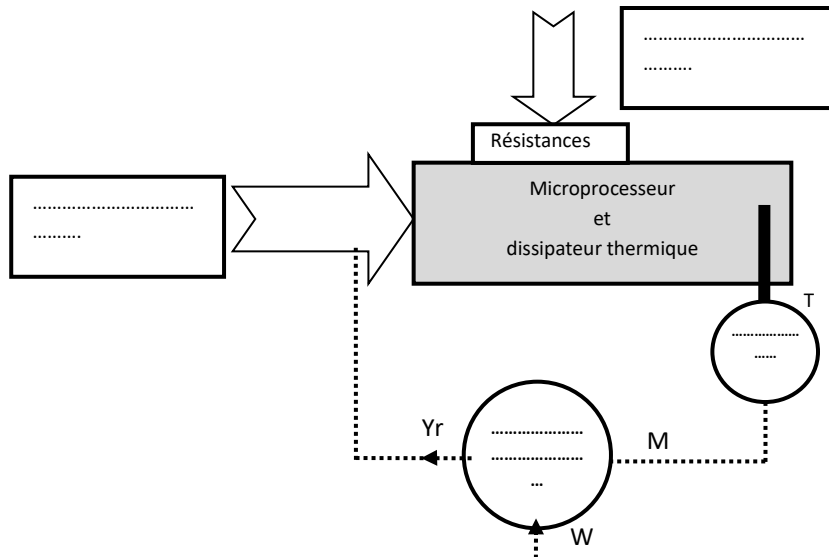 ………………………………
……….
Résistances
Microprocesseur
et
dissipateur thermique
………………………………
……….
T
………………
……
Yr
M
…………………
…………………
…
W